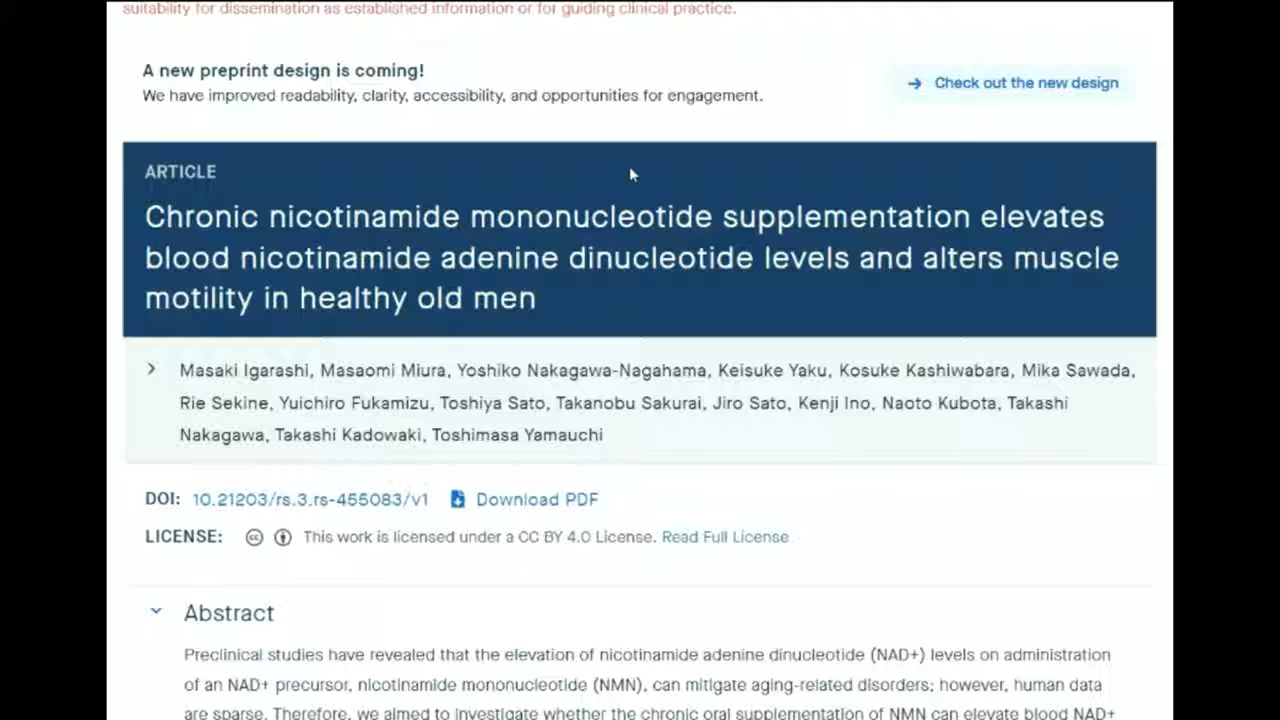 suitability for dissemination as established information or for guiding clinical practice.
A new preprint design is coming!
We have improved readability, clarity, accessibility, and opportunities for engagement.
Check out the new design
ARTICLE
Chronic nicotinamide mononucleotide supplementation elevates
blood nicotinamide adenine dinucleotide levels and alters muscle
motility in healthy old men
Masaki Igarashi, Masaomi Miura, Yoshiko Nakagawa-Nagahama, Keisuke Yaku, Kosuke Kashiwabara, Mika Sawada,
Rie Sekine, Yuichiro Fukamizu, Toshiya Sato, Takanobu Sakurai, Jiro Sato, Kenji Ino, Naoto Kubota, Takashi
Nakagawa, Takashi Kadowaki, Toshimasa Yamauchi
DOI: 10.21203/rs.3.rs-455083/v1 Download PDF
LICENSE: This work is licensed under a CC BY 4.0 License. Read Full License
Abstract
Preclinical studies have revealed that the elevation of nicotinamide adenine dinucleotide (NAD+) levels on administration
of an NAD+ precursor, nicotinamide mononucleotide (NMN), can mitigate aging-related disorders; however, human data
are sparse. Therefore, we aimed to investigate whether the chronic oral supplementation of NMN can elevate blood NAD+